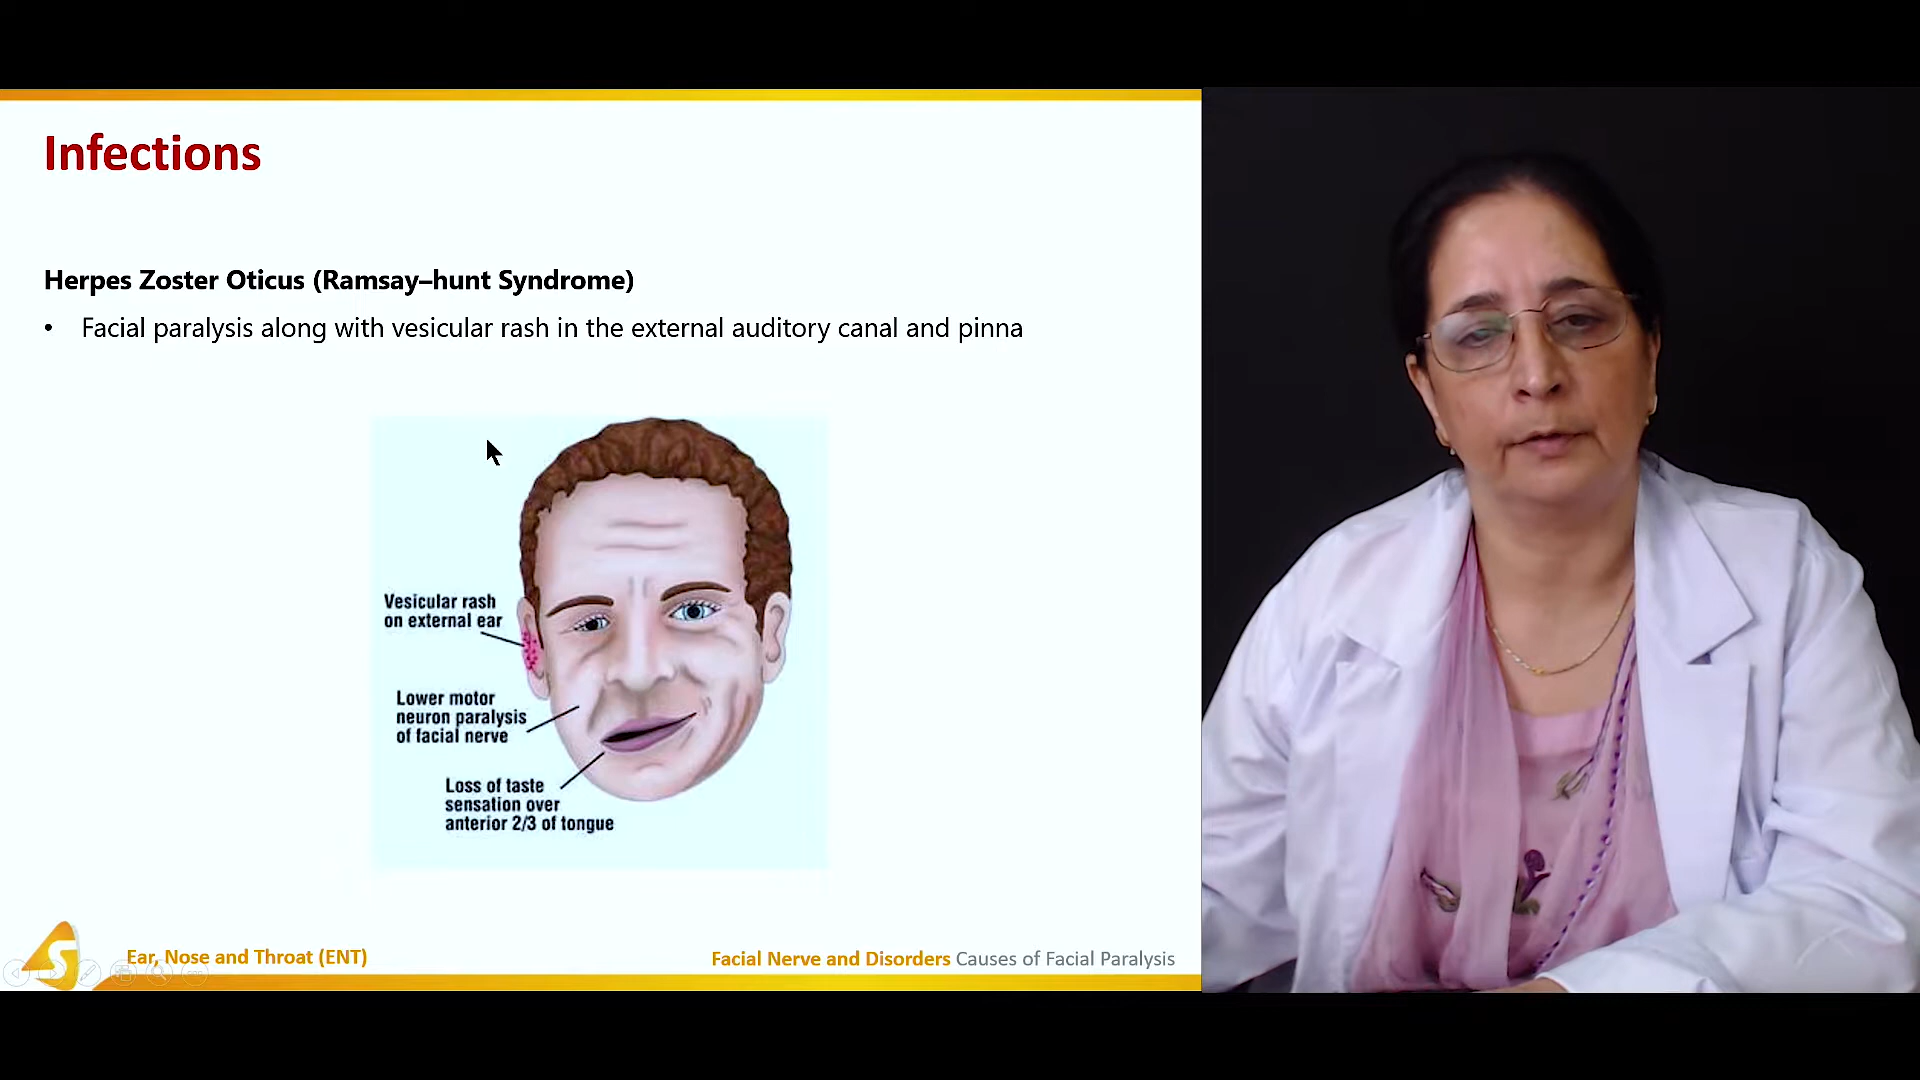 Infections
Herpes Zoster Oticus (Ramsay–hunt Syndrome)
• Facial paralysis along with vesicular rash in the external auditory canal and pinna
Vesicular rash
on external ear
Lower motor
neuron paralysis
of facial nerve
Loss of taste
sensation over
anterior 2/3 of tongue
S
Ear, Nose and Throat (ENT)
Facial Nerve and Disorders Causes of Facial Paralysis